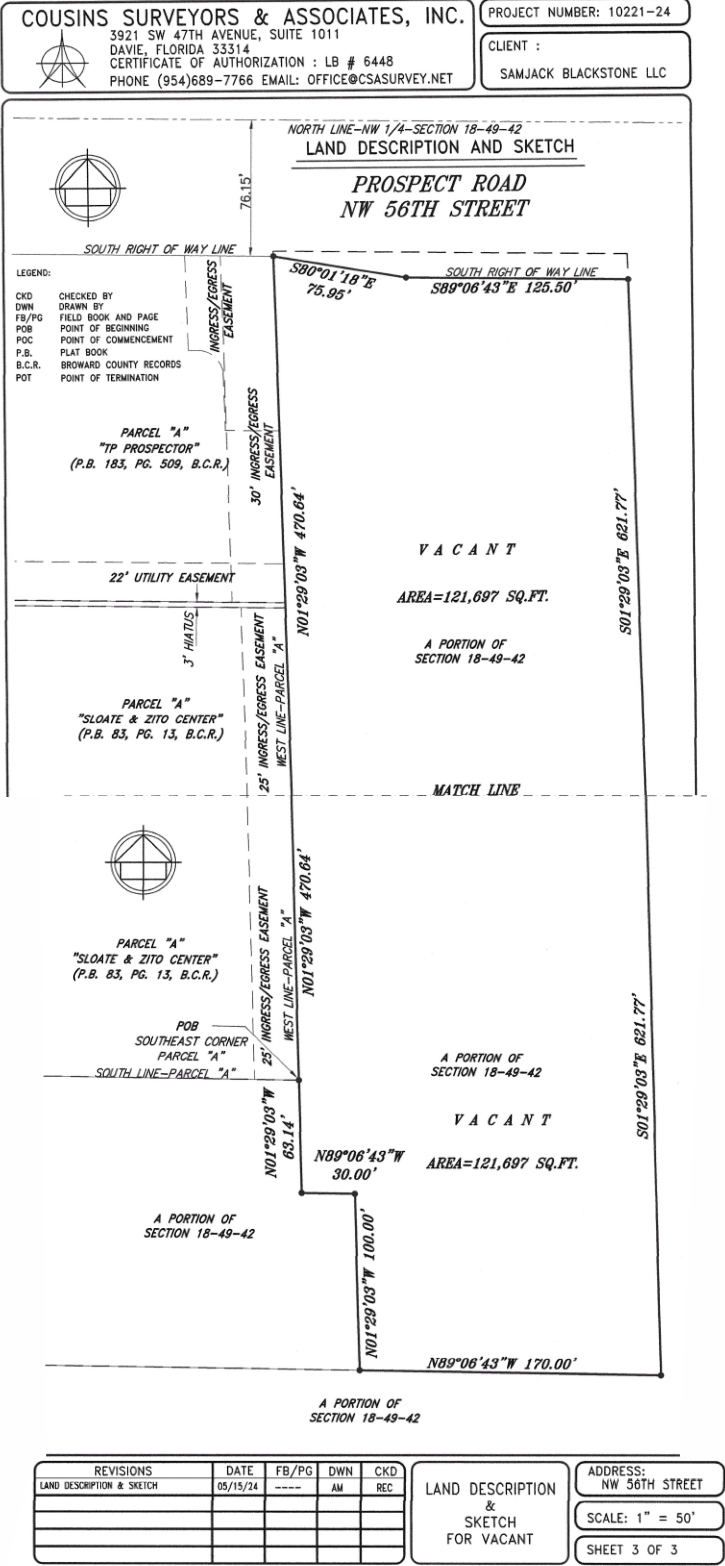 COUSINS SURVEYORS & ASSOCIATES, INC.
3921 SW 47TH AVENUE, SUITE 1011
DAVIE, FLORIDA 33314
CERTIFICATE OF AUTHORIZATION : LB # 6448
PHONE (954)689-7766 EMAIL: OFFICE@CSASURVEY.NET
PROJECT NUMBER: 10221-24
CLIENT :
SAMJACK BLACKSTONE LLC
NORTH LINE-NW 1/4-SECTION 18-49-42
LAND DESCRIPTION AND SKETCH
76.15'
PROSPECT ROAD
NW 56TH STREET
SOUTH RIGHT OF WAY LINE
S80°01'18"E
75.95'
SOUTH RIGHT OF WAY LINE
S89°06'43"E 125.50'
LEGEND:
CKD CHECKED BY
DWN DRAWN BY
FB/PG FIELD BOOK AND PAGE
POB POINT OF BEGINNING
POC POINT OF COMMENCEMENT
P.B. PLAT BOOK
B.C.R. BROWARD COUNTY RECORDS
POT POINT OF TERMINATION
INGRESS/EGRESS
EASEMENT
30' INGRESS/EGRESS
EASEMENT
PARCEL "A"
"TP PROSPECTOR"
(P.B. 183, PG. 509, B.C.R.)
N01°29'03"W 470.64'
S01°29'03"E 621.77'
V A C A N T
AREA=121,697 SQ.FT.
A PORTION OF
SECTION 18-49-42
22' UTILITY EASEMENT
3' HIATUS
25' INGRESS/EGRESS EASEMENT
WEST LINE-PARCEL "A"
PARCEL "A"
"SLOATE & ZITO CENTER"
(P.B. 83, PG. 13, B.C.R.)
MATCH LINE
N01°29'03"W 470.64'
25' INGRESS/EGRESS EASEMENT
WEST LINE-PARCEL "A"
PARCEL "A"
"SLOATE & ZITO CENTER"
(P.B. 83, PG. 13, B.C.R.)
POB
SOUTHEAST CORNER
PARCEL "A"
SOUTH LINE-PARCEL "A"
S01°29'03"E 621.77'
A PORTION OF
SECTION 18-49-42
V A C A N T
AREA=121,697 SQ.FT.
N01°29'03"W
63.14'
N89°06'43"W
30.00'
A PORTION OF
SECTION 18-49-42
N01°29'03"W 100.00'
N89°06'43"W 170.00'
A PORTION OF
SECTION 18-49-42
REVISIONS DATE FB/PG DWN CKD
LAND DESCRIPTION & SKETCH 05/15/24 ---- AM REC
LAND DESCRIPTION
&
SKETCH
FOR VACANT
ADDRESS:
NW 56TH STREET
SCALE: 1" = 50'
SHEET 3 OF 3